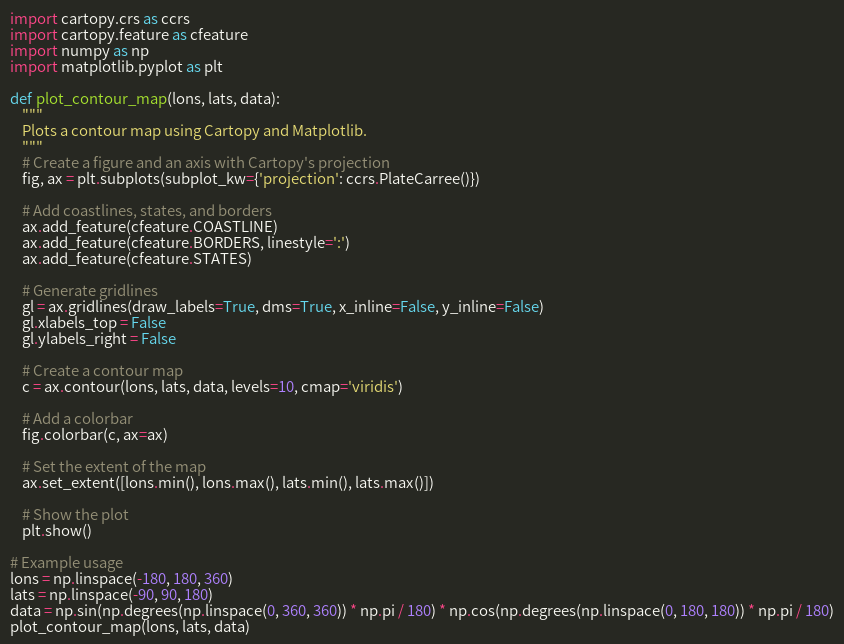 import cartopy.crs as ccrs
import cartopy.feature as cfeature
import numpy as np
import matplotlib.pyplot as plt

def plot_contour_map(lons, lats, data):
    """
    Plots a contour map using Cartopy and Matplotlib.
    """
    # Create a figure and an axis with Cartopy's projection
    fig, ax = plt.subplots(subplot_kw={'projection': ccrs.PlateCarree()})

    # Add coastlines, states, and borders
    ax.add_feature(cfeature.COASTLINE)
    ax.add_feature(cfeature.BORDERS, linestyle=':')
    ax.add_feature(cfeature.STATES)

    # Generate gridlines
    gl = ax.gridlines(draw_labels=True, dms=True, x_inline=False, y_inline=False)
    gl.xlabels_top = False
    gl.ylabels_right = False

    # Create a contour map
    c = ax.contour(lons, lats, data, levels=10, cmap='viridis')

    # Add a colorbar
    fig.colorbar(c, ax=ax)

    # Set the extent of the map
    ax.set_extent([lons.min(), lons.max(), lats.min(), lats.max()])

    # Show the plot
    plt.show()

# Example usage
lons = np.linspace(-180, 180, 360)
lats = np.linspace(-90, 90, 180)
data = np.sin(np.degrees(np.linspace(0, 360, 360)) * np.pi / 180) * np.cos(np.degrees(np.linspace(0, 180, 180)) * np.pi / 180)
plot_contour_map(lons, lats, data)